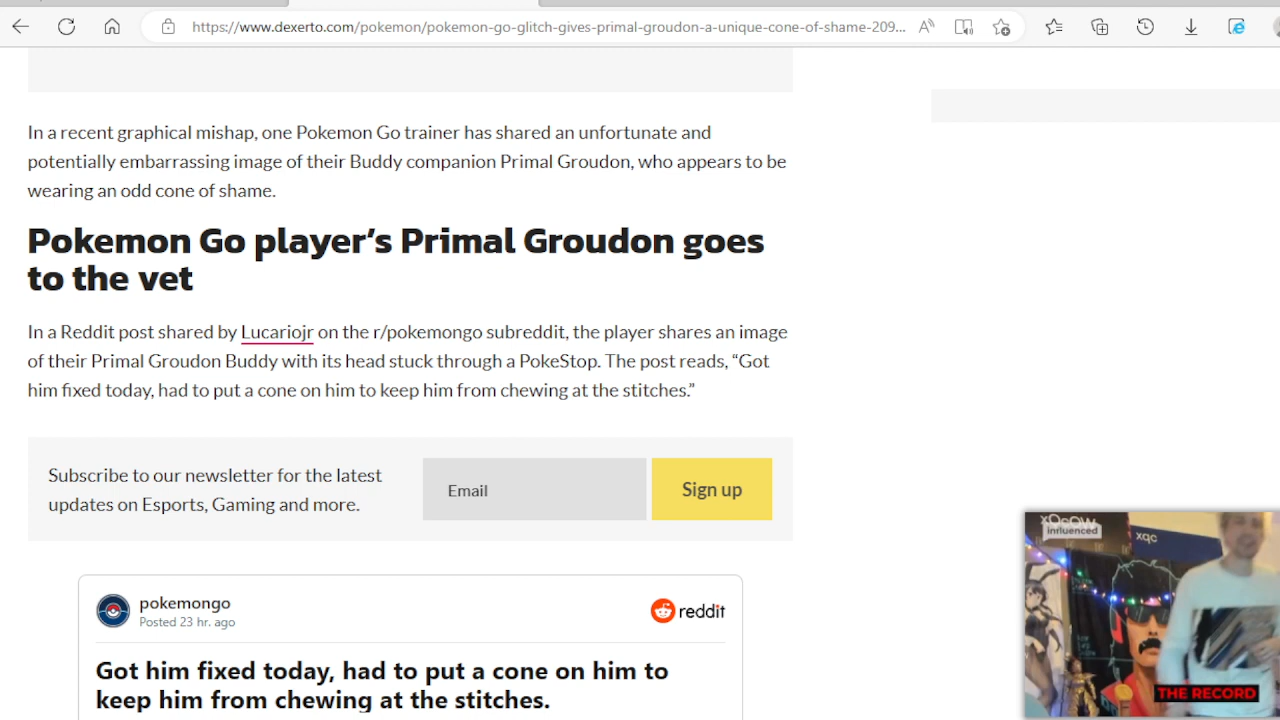 https://www.dexerto.com/pokemon/pokemon-go-glitch-gives-primal-groudon-a-unique-cone-of-shame-209...
In a recent graphical mishap, one Pokemon Go trainer has shared an unfortunate and
potentially embarrassing image of their Buddy companion Primal Groudon, who appears to be
wearing an odd cone of shame.
Pokemon Go player’s Primal Groudon goes
to the vet
In a Reddit post shared by Lucariojr on the r/pokemongo subreddit, the player shares an image
of their Primal Groudon Buddy with its head stuck through a PokeStop. The post reads, “Got
him fixed today, had to put a cone on him to keep him from chewing at the stitches.”
Subscribe to our newsletter for the latest
updates on Esports, Gaming and more.
Email
Sign up
pokemongo
Posted 23 hr. ago
reddit
Got him fixed today, had to put a cone on him to
keep him from chewing at the stitches.
xQcOW
influenced
xqc
THE RECORD